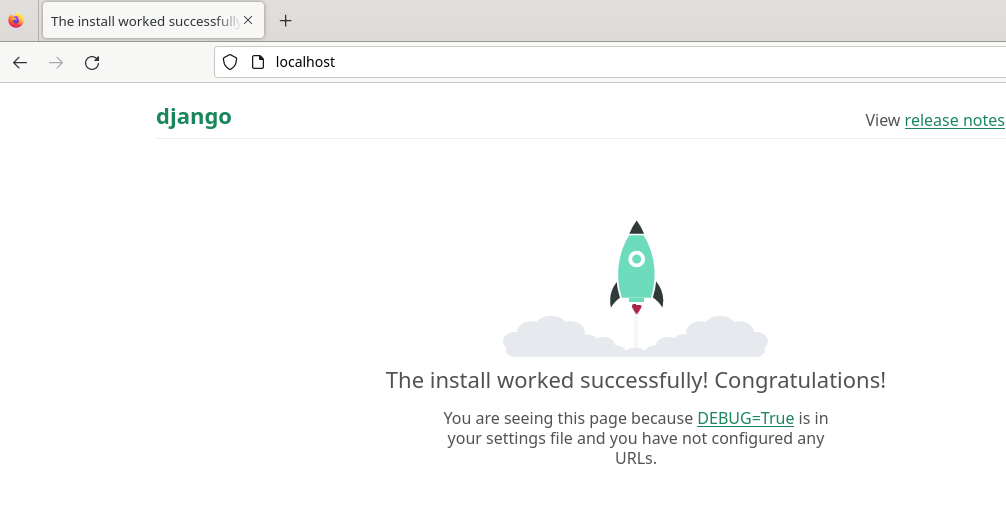 The install worked successfully
localhost
django
View release notes
The install worked successfully! Congratulations!
You are seeing this page because DEBUG=True is in
your settings file and you have not configured any
URLs.